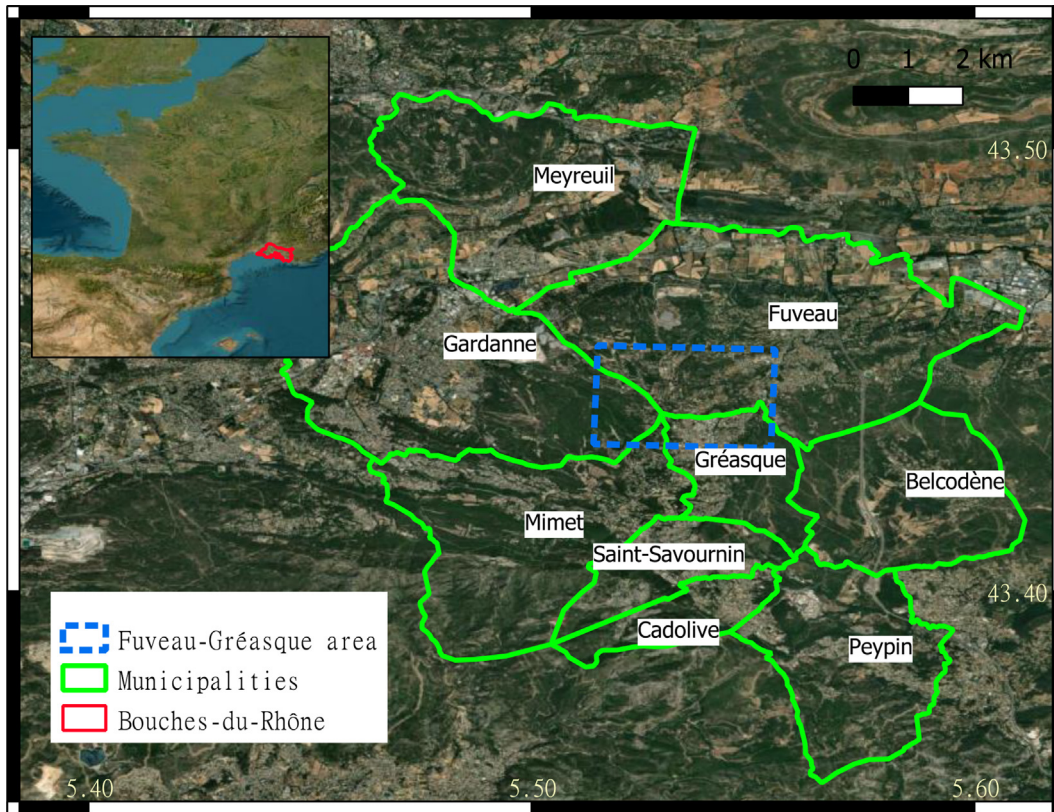 0 1 2 km
43.50
Meyreuil
Fuveau
Gardanne
Gréasque
Belcodène
Mimet
Saint-Savournin
43.40
Cadolive
Peypin
Fuveau-Gréasque area
Municipalities
Bouches-du-Rhône
5.40 5.50 5.60